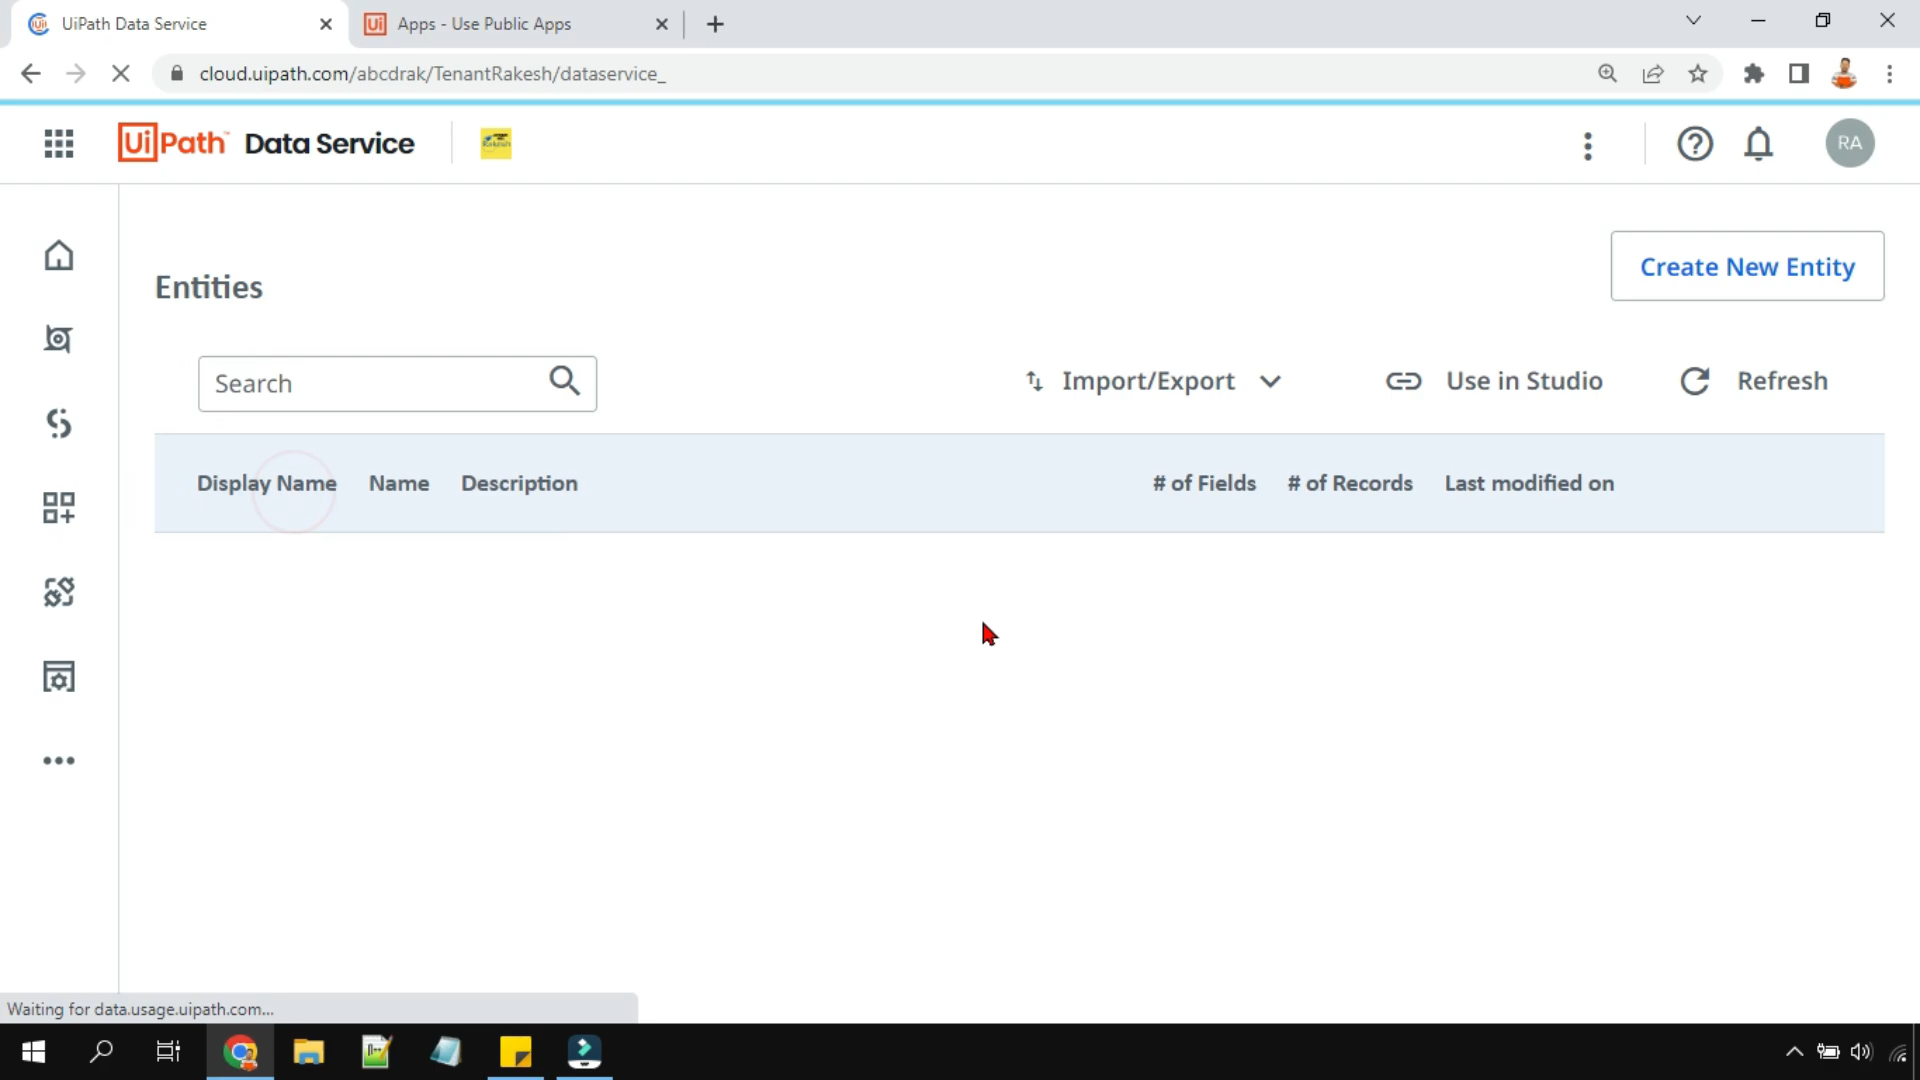 UiPath Data Service
Apps - Use Public Apps
cloud.uipath.com/abcdrak/TenantRakesh/dataservice_
UiPath Data Service
RA
Create New Entity
Entities
Search
Import/Export
Use in Studio
Refresh
Display Name Name Description # of Fields # of Records Last modified on
Waiting for data.usage.uipath.com...